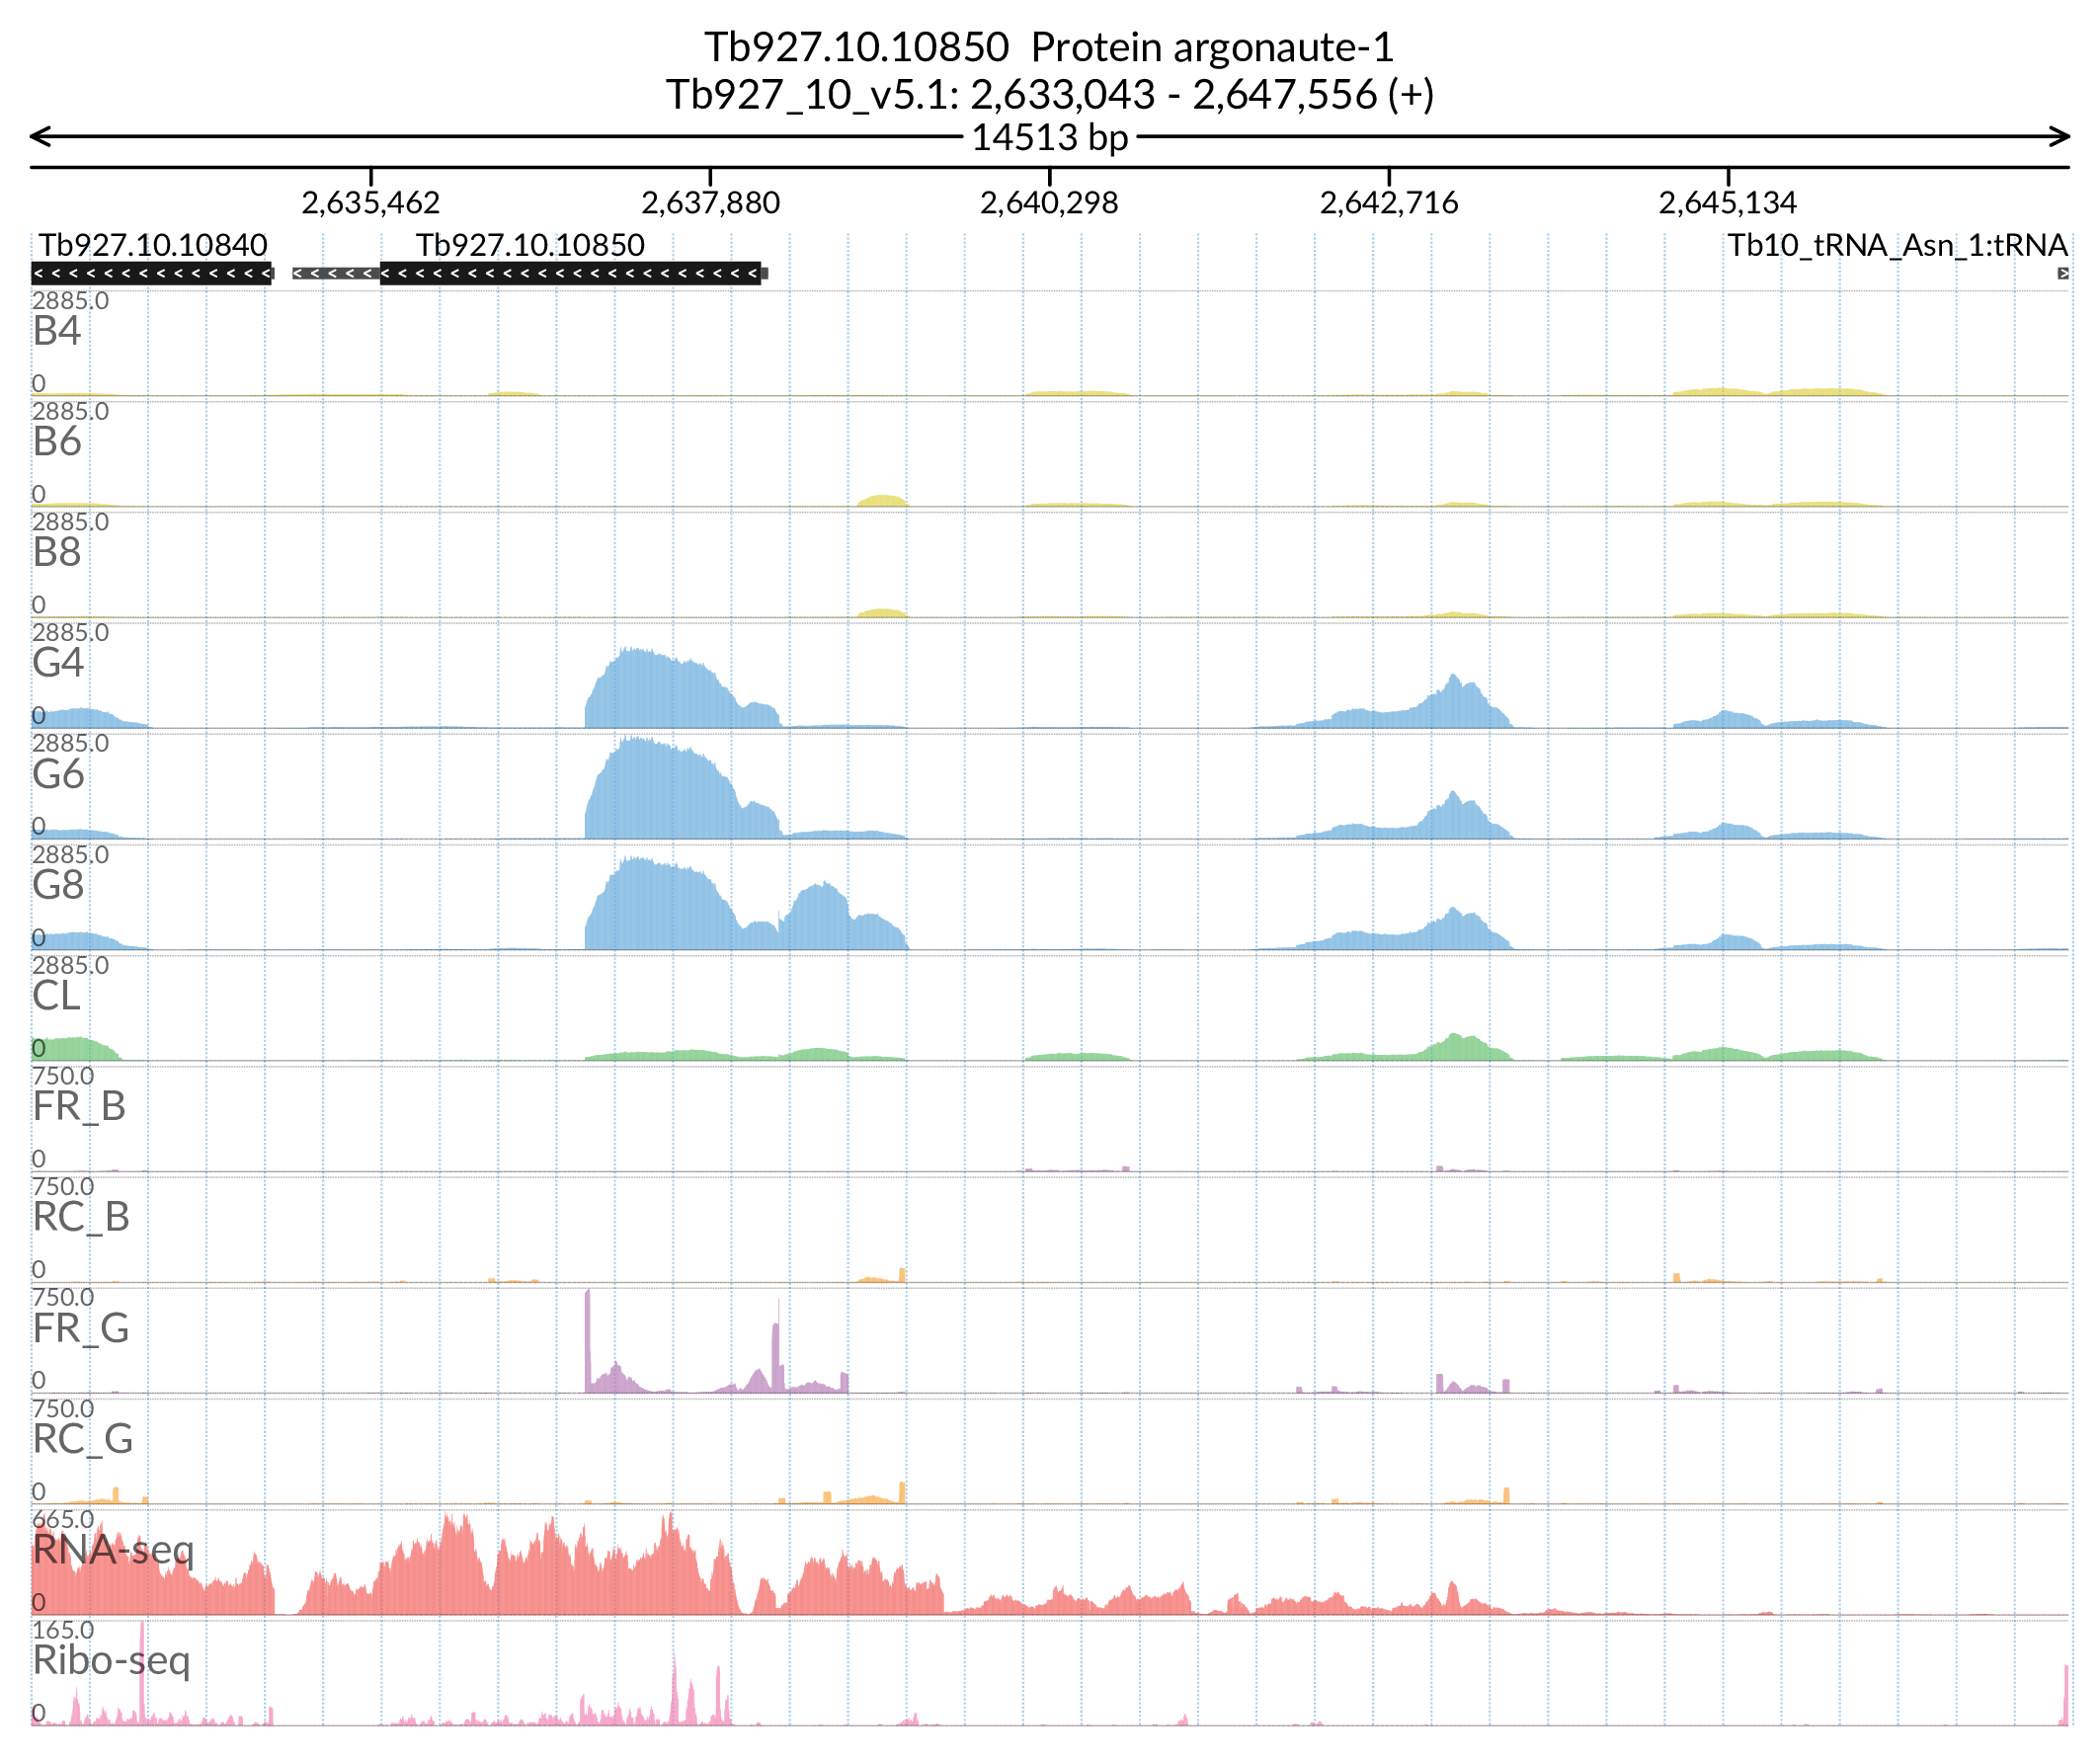 Tb927.10.10850 Protein argonaute-1
Tb927_10_v5.1: 2,633,043 - 2,647,556 (+)
14513 bp
2,635,462 2,637,880 2,640,298 2,642,716 2,645,134
Tb927.10.10840 Tb927.10.10850 Tb10_tRNA_Asn_1:tRNA
2885.0
B4
0
2885.0
B6
0
2885.0
B8
0
2885.0
G4
0
2885.0
G6
0
2885.0
G8
0
2885.0
CL
0
750.0
FR_B
0
750.0
RC_B
0
750.0
FR_G
0
750.0
RC_G
0
665.0
RNA-seq
0
165.0
Ribo-seq
0